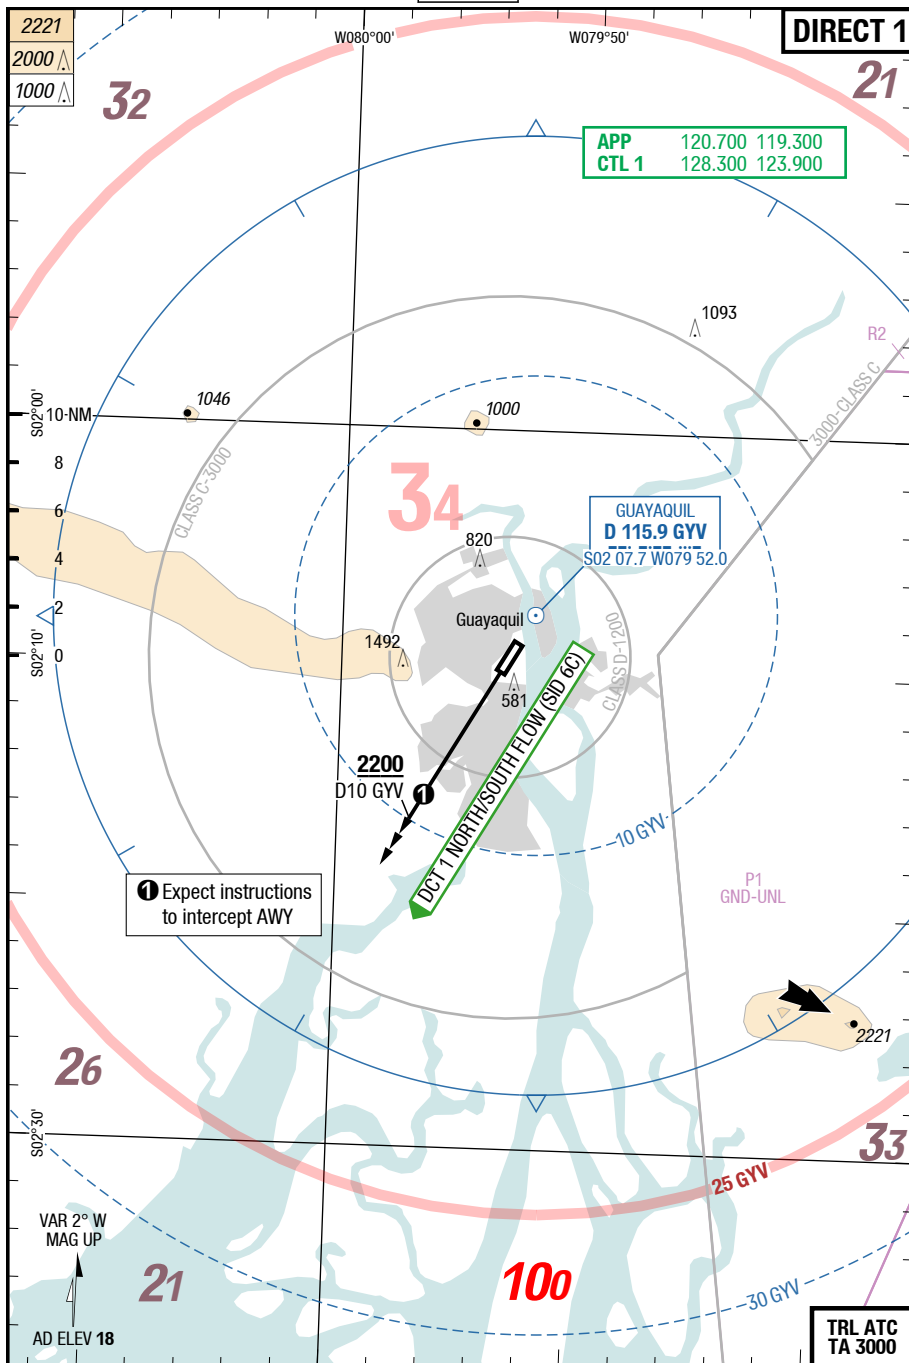 2221
2000
1000
W080°00'
W079°50'
DIRECT 1
32
21
APP 120.700 119.300
CTL 1 128.300 123.900
1093
R2
3000-CLASS C
S02°00'
10 NM
1046
1000
CLASS C-3000
8
34
6
GUAYAQUIL
D 115.9 GYV
S02 07.7 W079 52.0
820
4
2
Guayaquil
S02°10'
0
1492
CLASS D-1200
581
DCT 1 NORTH/SOUTH FLOW (SID 6C)
2200
D10 GYV
1
10 GYV
1 Expect instructions
to intercept AWY
P1
GND-UNL
2221
26
S02°30'
33
25 GYV
VAR 2° W
MAG UP
21
100
30 GYV
AD ELEV 18
TRL ATC
TA 3000